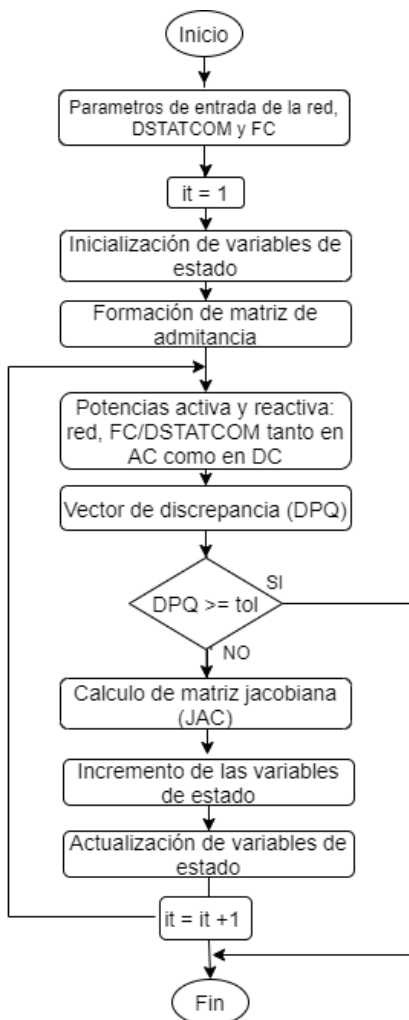 Inicio
Parametros de entrada de la red,
DSTATCOM y FC
it = 1
Inicialización de variables de
estado
Formación de matriz de
admitancia
Potencias activa y reactiva:
red, FC/DSTATCOM tanto en
AC como en DC
Vector de discrepancia (DPQ)
SI
DPQ >= tol
NO
Calculo de matriz jacobiana
(JAC)
Incremento de las variables
de estado
Actualización de variables de
estado
it = it +1
Fin